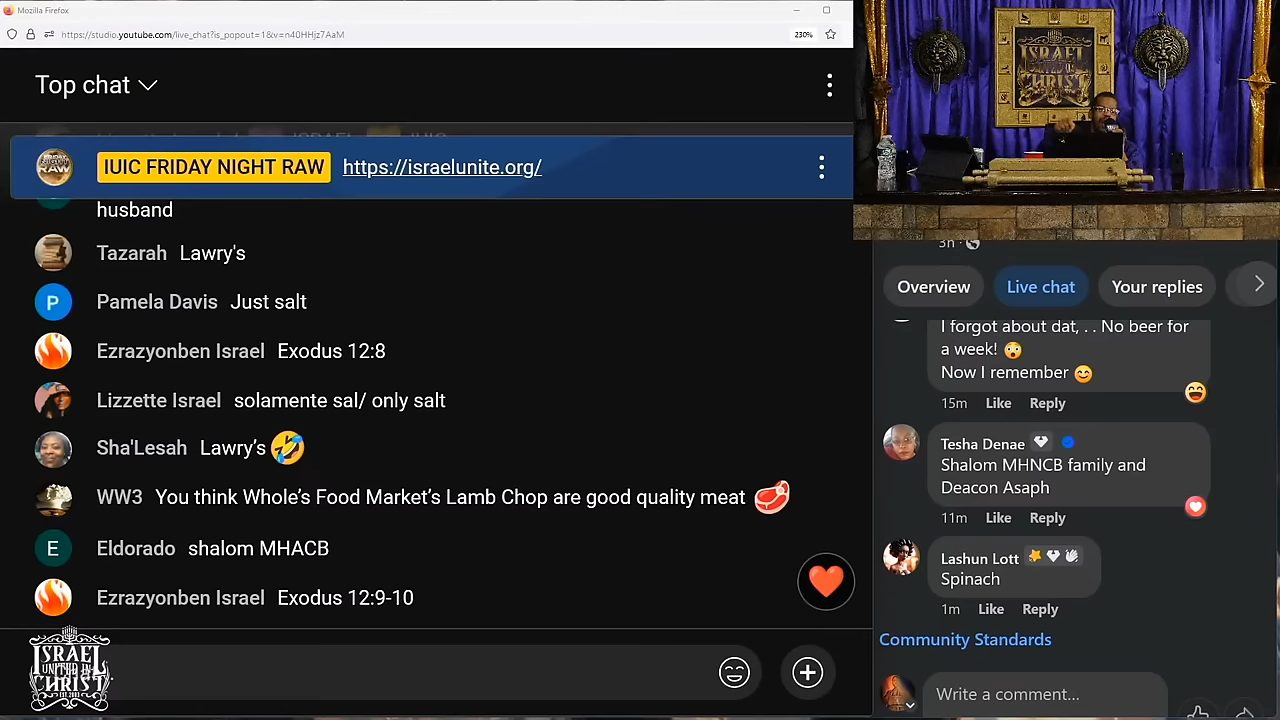 Mozilla Firefox
https://studio.youtube.com/live_chat?is_popout=1&v=n40HHjz7AaM
230%
Top chat
IUIC FRIDAY NIGHT RAW https://israelunite.org/
husband
Tazarah Lawry's
P Pamela Davis Just salt
Ezrazyonben Israel Exodus 12:8
Lizzette Israel solamente sal/ only salt
Sha'Lesah Lawry’s 🤣
WW3 You think Whole’s Food Market’s Lamb Chop are good quality meat 🥩
E Eldorado shalom MHACB
Ezrazyonben Israel Exodus 12:9-10
ISRAEL
UNITED IN
CHRIST
EST 2003
ISRAEL
UNITED IN
CHRIST
3h
Overview
Live chat
Your replies
I forgot about dat, . . No beer for
a week! 😳
Now I remember 😊
15m Like Reply
Tesha Denae
Shalom MHNCB family and
Deacon Asaph
11m Like Reply
Lashun Lott
Spinach
1m Like Reply
Community Standards
Write a comment...